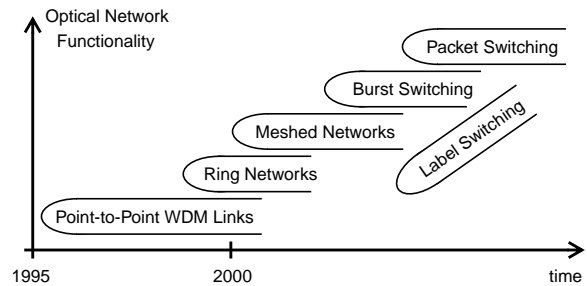 Optical Network
Functionality
Packet Switching
Burst Switching
Label Switching
Meshed Networks
Ring Networks
Point-to-Point WDM Links
1995
2000
time